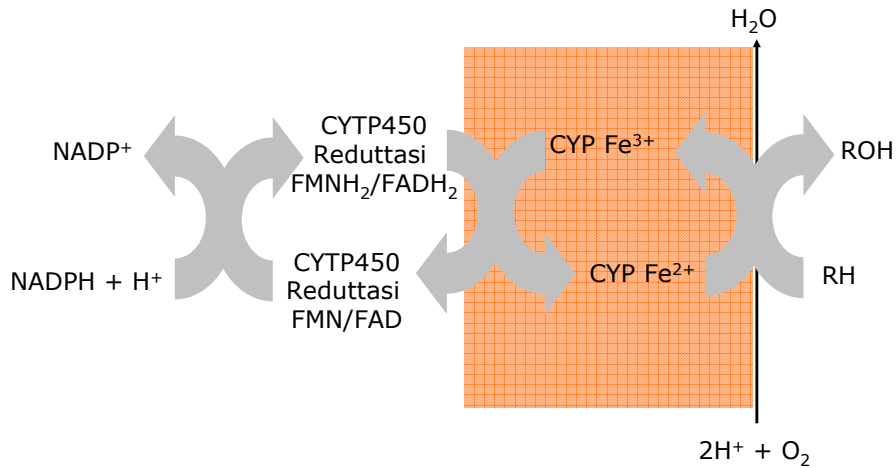 H₂O
NADP⁺
CYTP450
Reduttasi
FMNH₂/FADH₂
CYP Fe³⁺
ROH
NADPH + H⁺
CYTP450
Reduttasi
FMN/FAD
CYP Fe²⁺
RH
2H⁺ + O₂